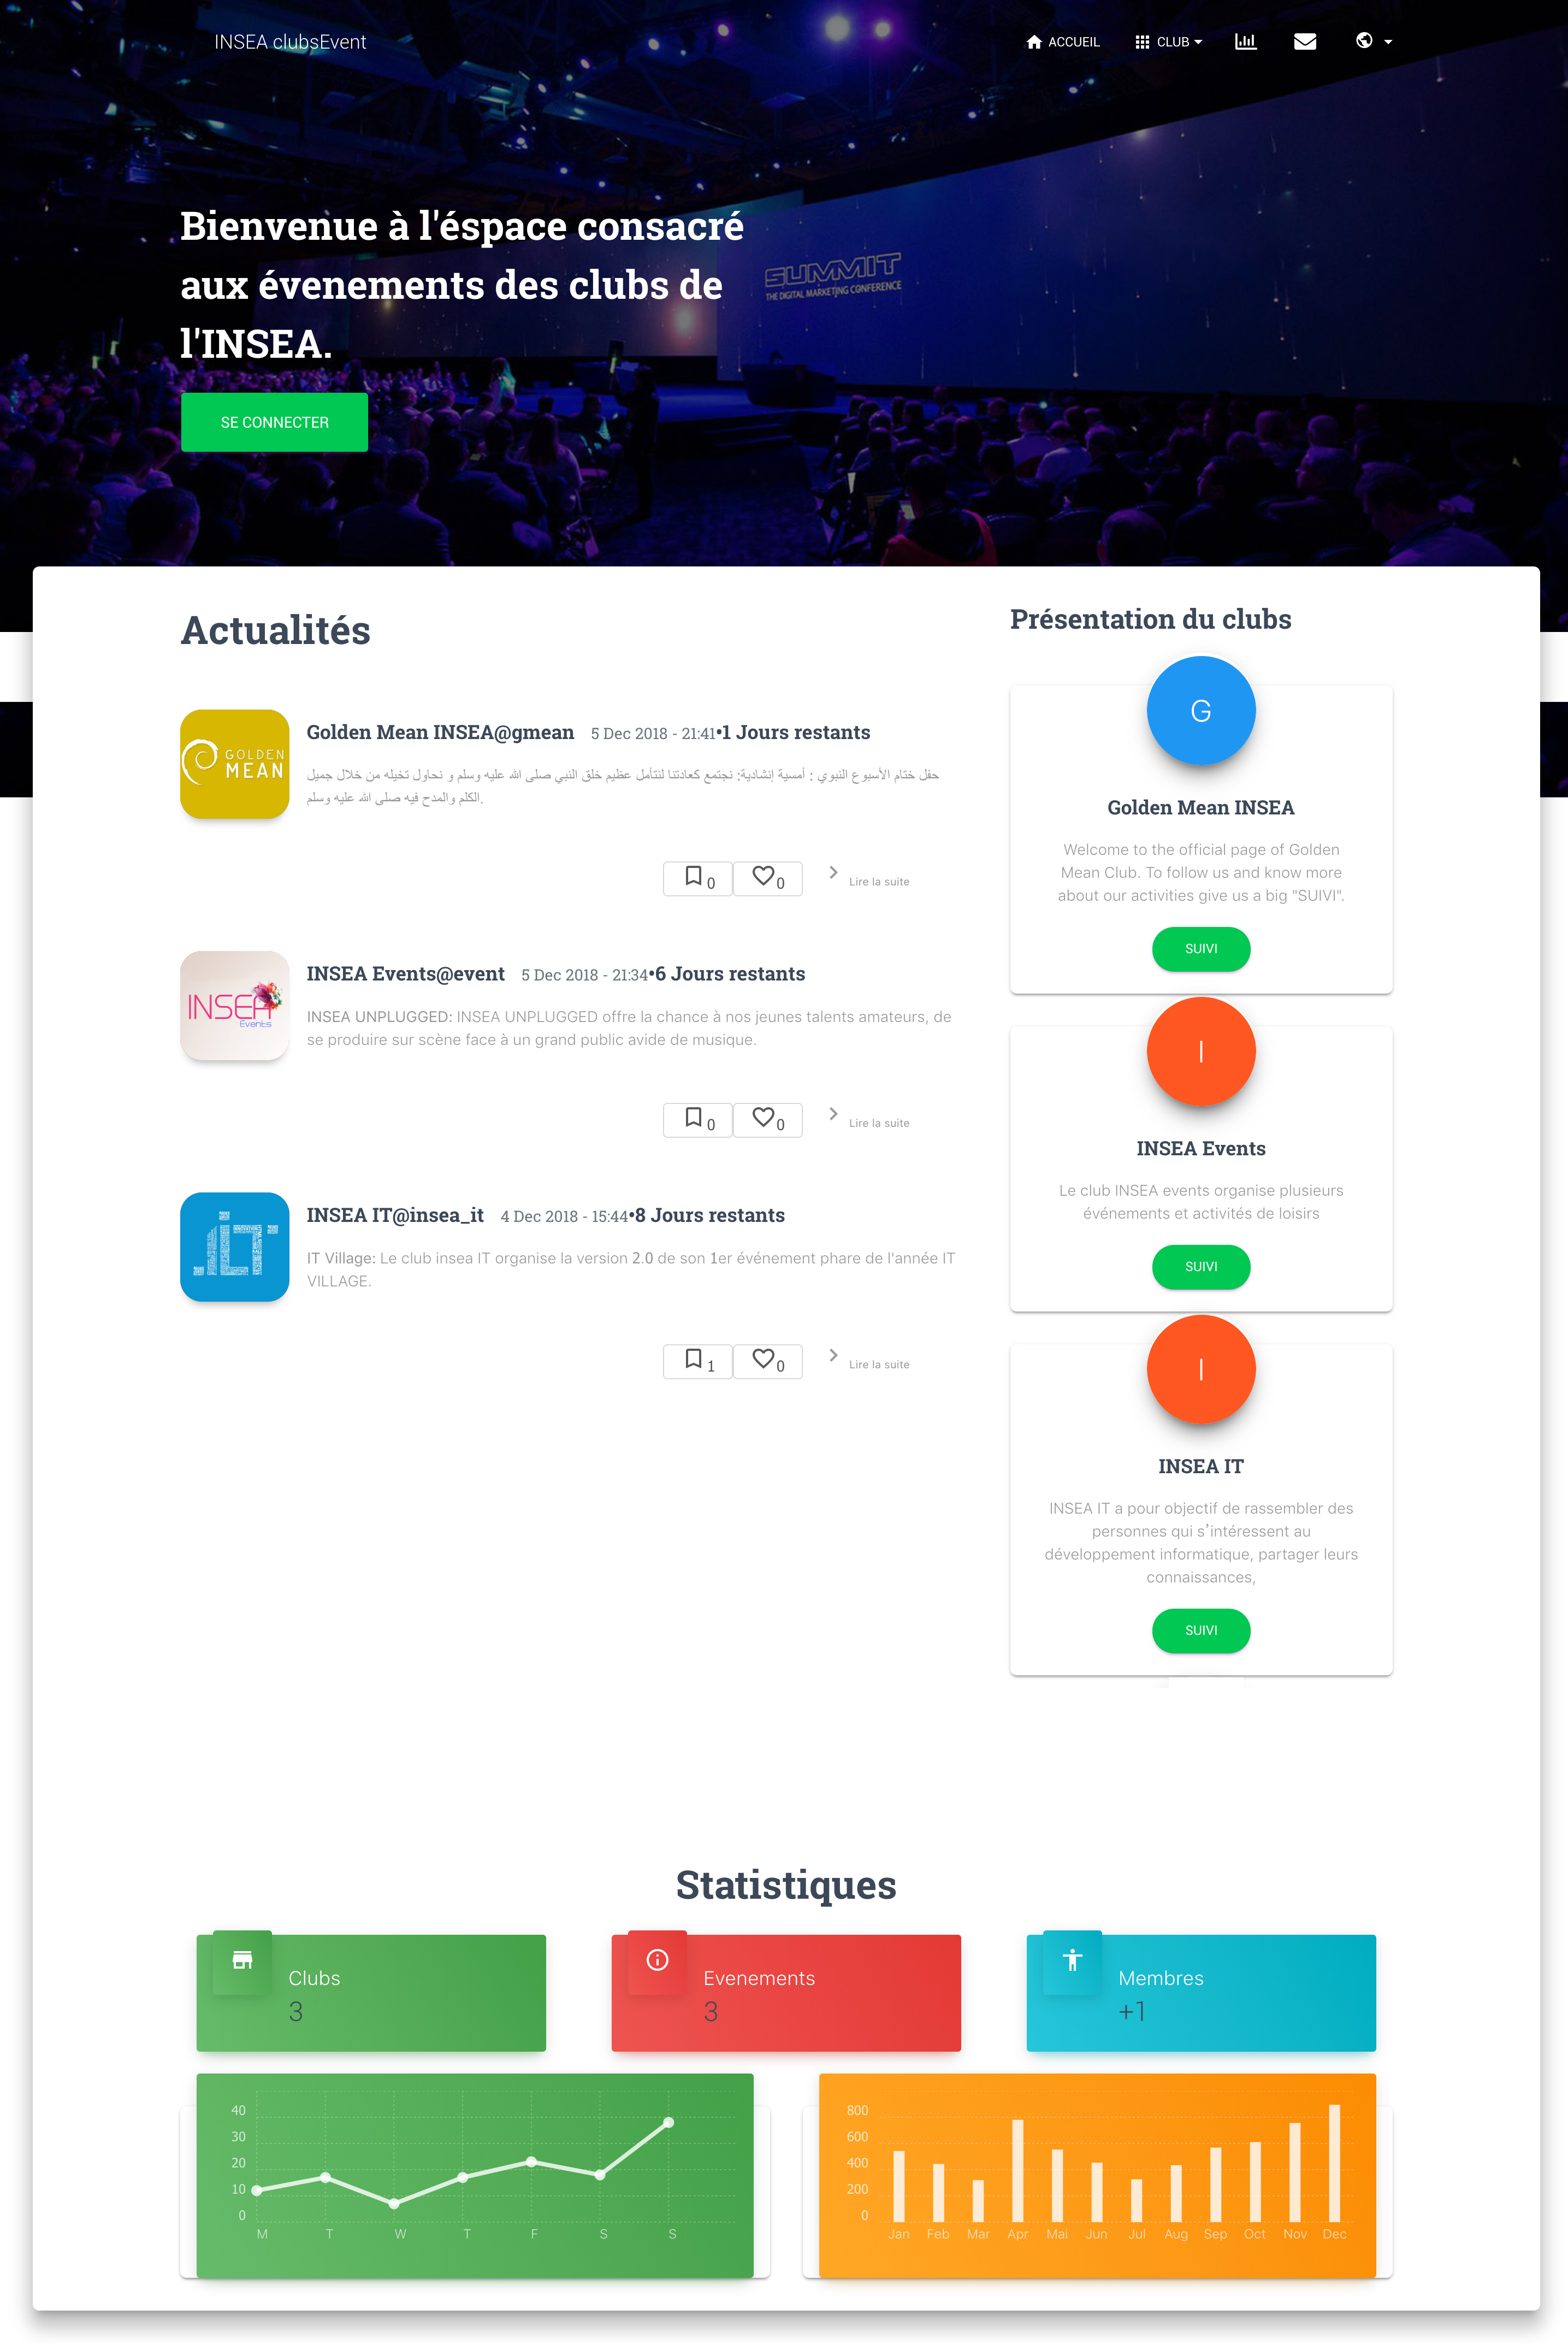 INSEA clubsEvent
ACCUEIL
CLUB
SUMMIT
THE DIGITAL MARKETING CONFERENCE
Bienvenue à l'éspace consacré
aux évenements des clubs de
l'INSEA.
SE CONNECTER
Actualités
GOLDEN
MEAN
Golden Mean INSEA@gmean 5 Dec 2018 - 21:41•1 Jours restants
حفل ختام الأسبوع النبوي : أمسية إنشادية: نجتمع كعادتنا لنتأمل عظيم خلق النبي صلى الله عليه وسلم و نحاول تخيله من خلال جميل
الكلم والمدح فيه صلى الله عليه وسلم.
0
0
Lire la suite
INSEA
Events
INSEA Events@event 5 Dec 2018 - 21:34•6 Jours restants
INSEA UNPLUGGED: INSEA UNPLUGGED offre la chance à nos jeunes talents amateurs, de
se produire sur scène face à un grand public avide de musique.
0
0
Lire la suite
INSEA IT@insea_it 4 Dec 2018 - 15:44•8 Jours restants
IT Village: Le club insea IT organise la version 2.0 de son 1er événement phare de l'année IT
VILLAGE.
1
0
Lire la suite
Présentation du clubs
G
Golden Mean INSEA
Welcome to the official page of Golden
Mean Club. To follow us and know more
about our activities give us a big "SUIVI".
SUIVI
I
INSEA Events
Le club INSEA events organise plusieurs
événements et activités de loisirs
SUIVI
I
INSEA IT
INSEA IT a pour objectif de rassembler des
personnes qui s’intéressent au
développement informatique, partager leurs
connaissances,
SUIVI
Statistiques
Clubs
3
Evenements
3
Membres
+1
40
30
20
10
0
M T W T F S S
800
600
400
200
0
Jan Feb Mar Apr Mai Jun Jul Aug Sep Oct Nov Dec